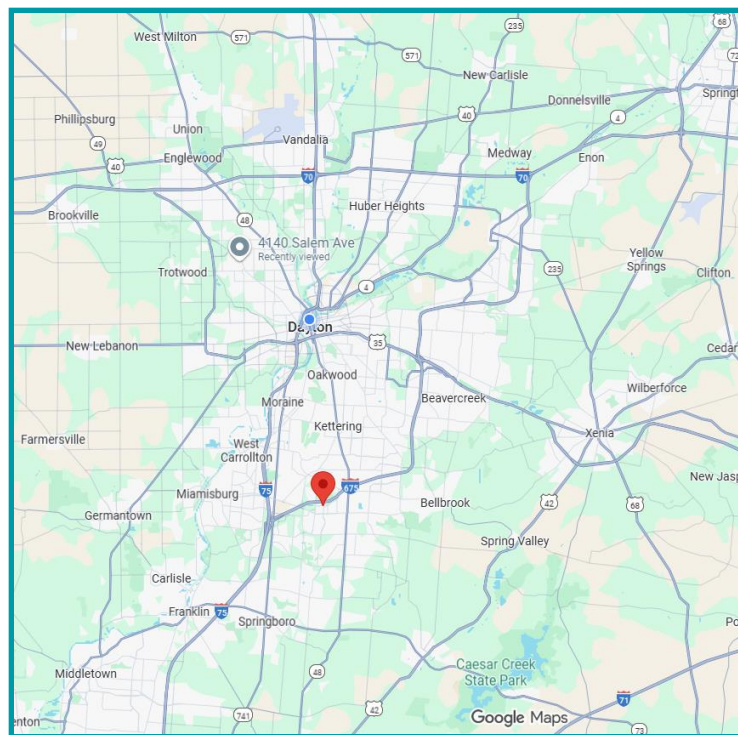 235
68
West Milton
571
571
72
New Carlisle
Donnelsville
Springf
40
4
Phillipsburg
Union
Vandalia
49
Medway
Enon
Englewood
40
70
70
Huber Heights
Brookville
48
4140 Salem Ave
Recently viewed
Yellow
Springs
Trotwood
235
Clifton
4
Dayton
New Lebanon
35
Cedar
Oakwood
Wilberforce
Moraine
Beavercreek
Kettering
Xenia
Farmersville
West
Carrollton
New Jasp
75
675
Miamisburg
Bellbrook
42
68
Germantown
Spring Valley
Carlisle
Franklin
75
Springboro
Po
Middletown
48
Caesar Creek
State Park
71
42
enton
741
Google Maps
73